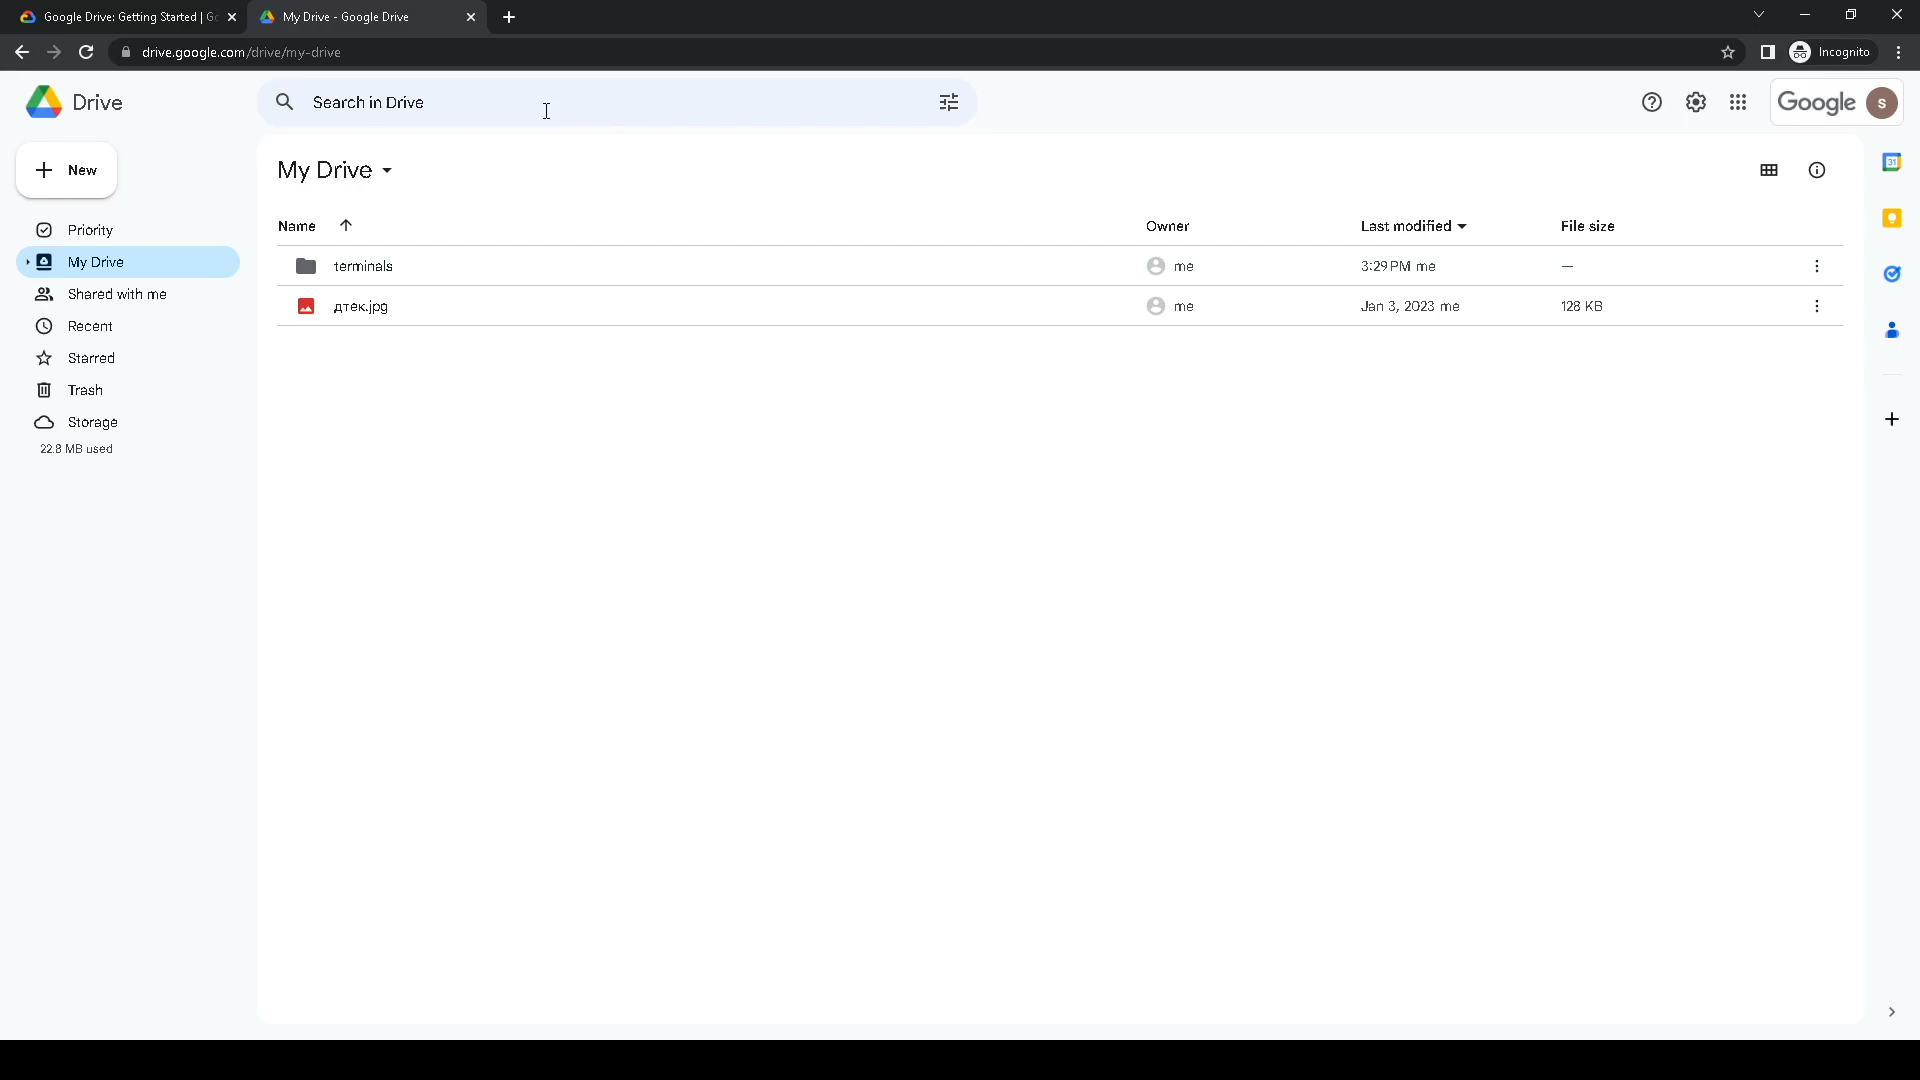 Google Drive: Getting Started | Go
My Drive - Google Drive
drive.google.com/drive/my-drive
Incognito
Drive
Search in Drive
Google
s
New
My Drive
31
Name
Owner
Last modified
File size
Priority
My Drive
Shared with me
Recent
Starred
Trash
Storage
22.8 MB used
terminals
me
3:29 PM me
—
дтек.jpg
me
Jan 3, 2023 me
128 KB